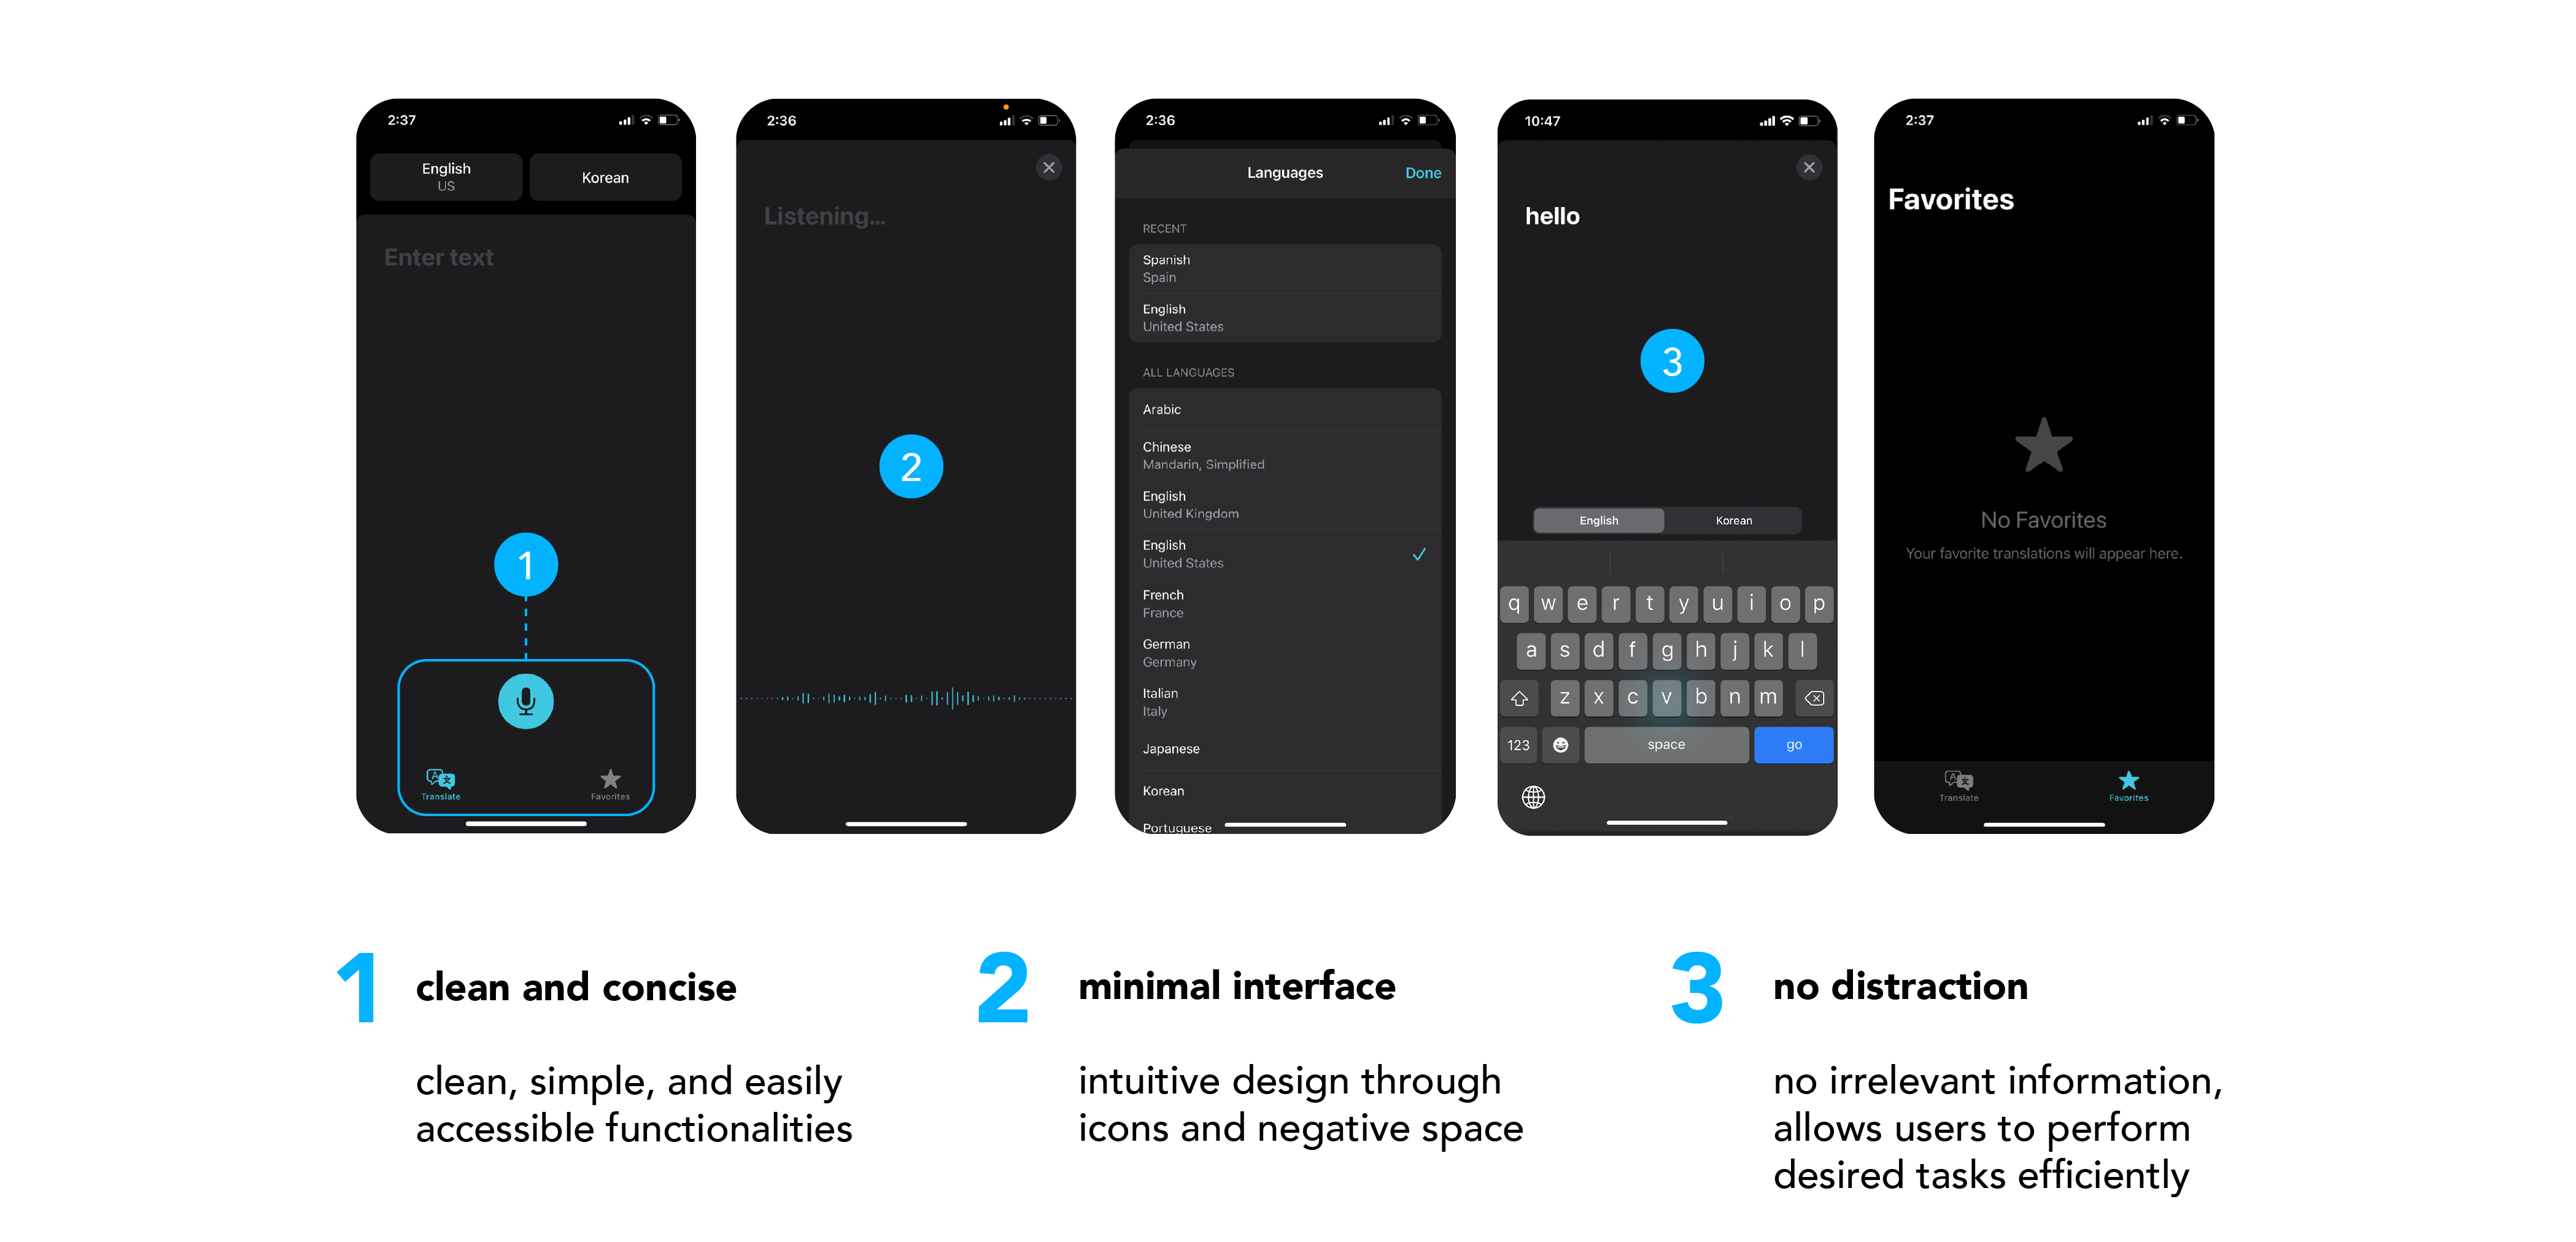 2:37
English
US
Korean
Enter text
1
Translate
Favorites
2:36
Listening...
2
2:36
Languages
Done
RECENT
Spanish
Spain
English
United States
ALL LANGUAGES
Arabic
Chinese
Mandarin, Simplified
English
United Kingdom
English
United States
French
France
German
Germany
Italian
Italy
Japanese
Korean
Portuguese
10:47
hello
3
English Korean
q w e r t y u i o p
a s d f g h j k l
z x c v b n m
123 space go
2:37
Favorites
No Favorites
Your favorite translations will appear here.
Translate
Favorites
1 clean and concise
clean, simple, and easily
accessible functionalities
2 minimal interface
intuitive design through
icons and negative space
3 no distraction
no irrelevant information,
allows users to perform
desired tasks efficiently